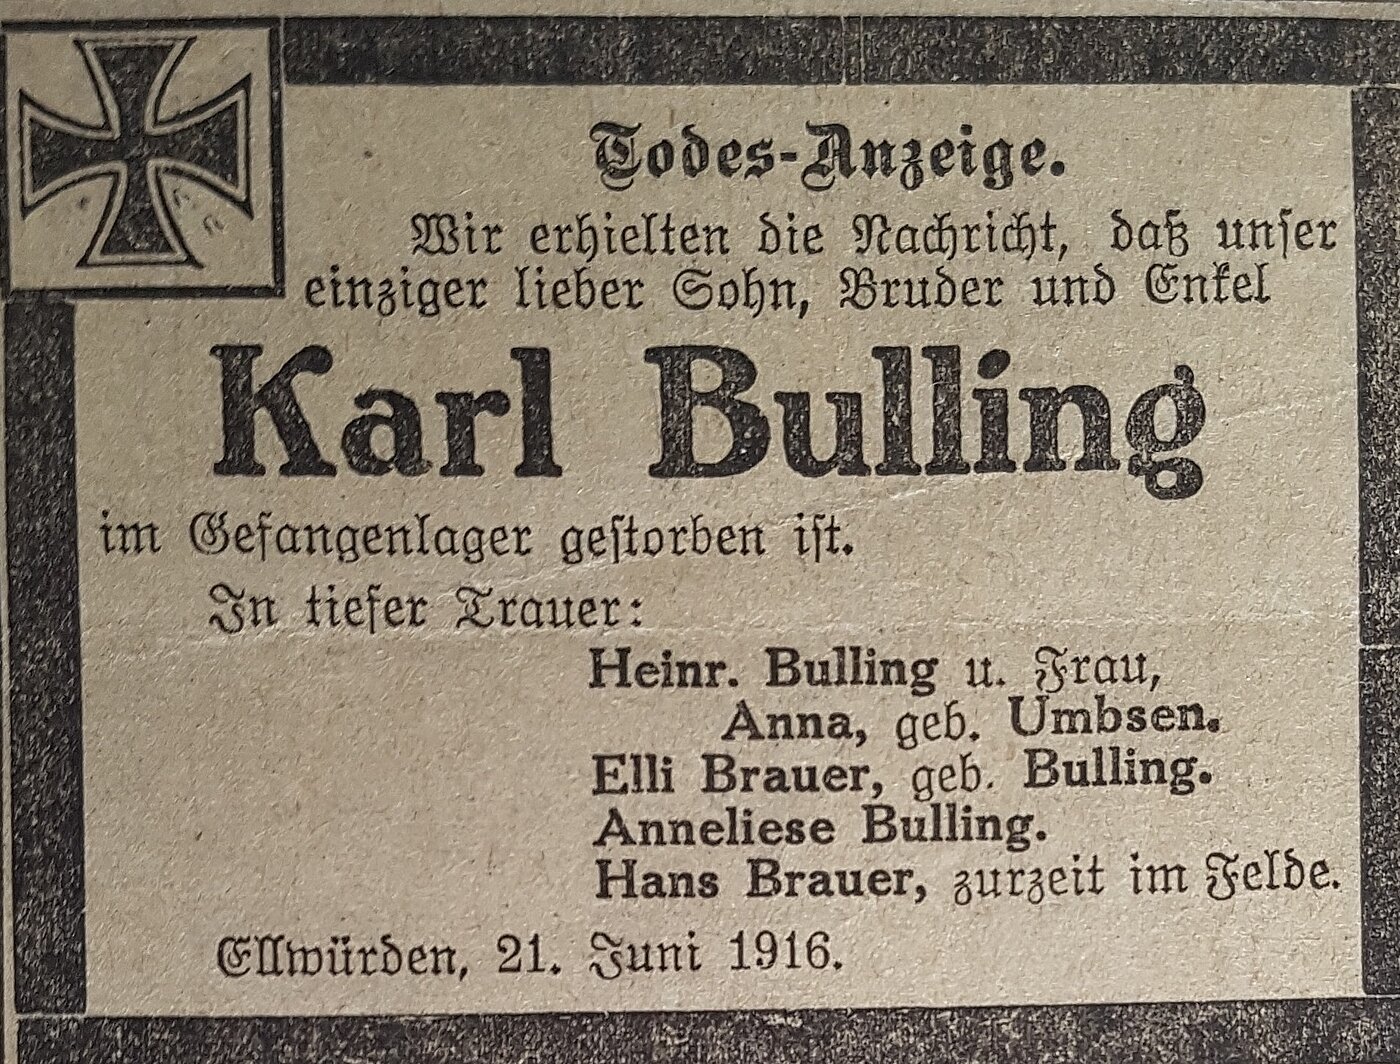 Todes-Anzeige.
Wir erhielten die Nachricht, daß unser
einziger lieber Sohn, Bruder und Enkel
Karl Bulling
im Gefangenlager gestorben ist.
In tiefer Trauer:
Heinr. Bulling u. Frau,
Anna, geb. Umbsen.
Elli Brauer, geb. Bulling.
Anneliese Bulling.
Hans Brauer, zurzeit im Felde.
Ellwürden, 21. Juni 1916.